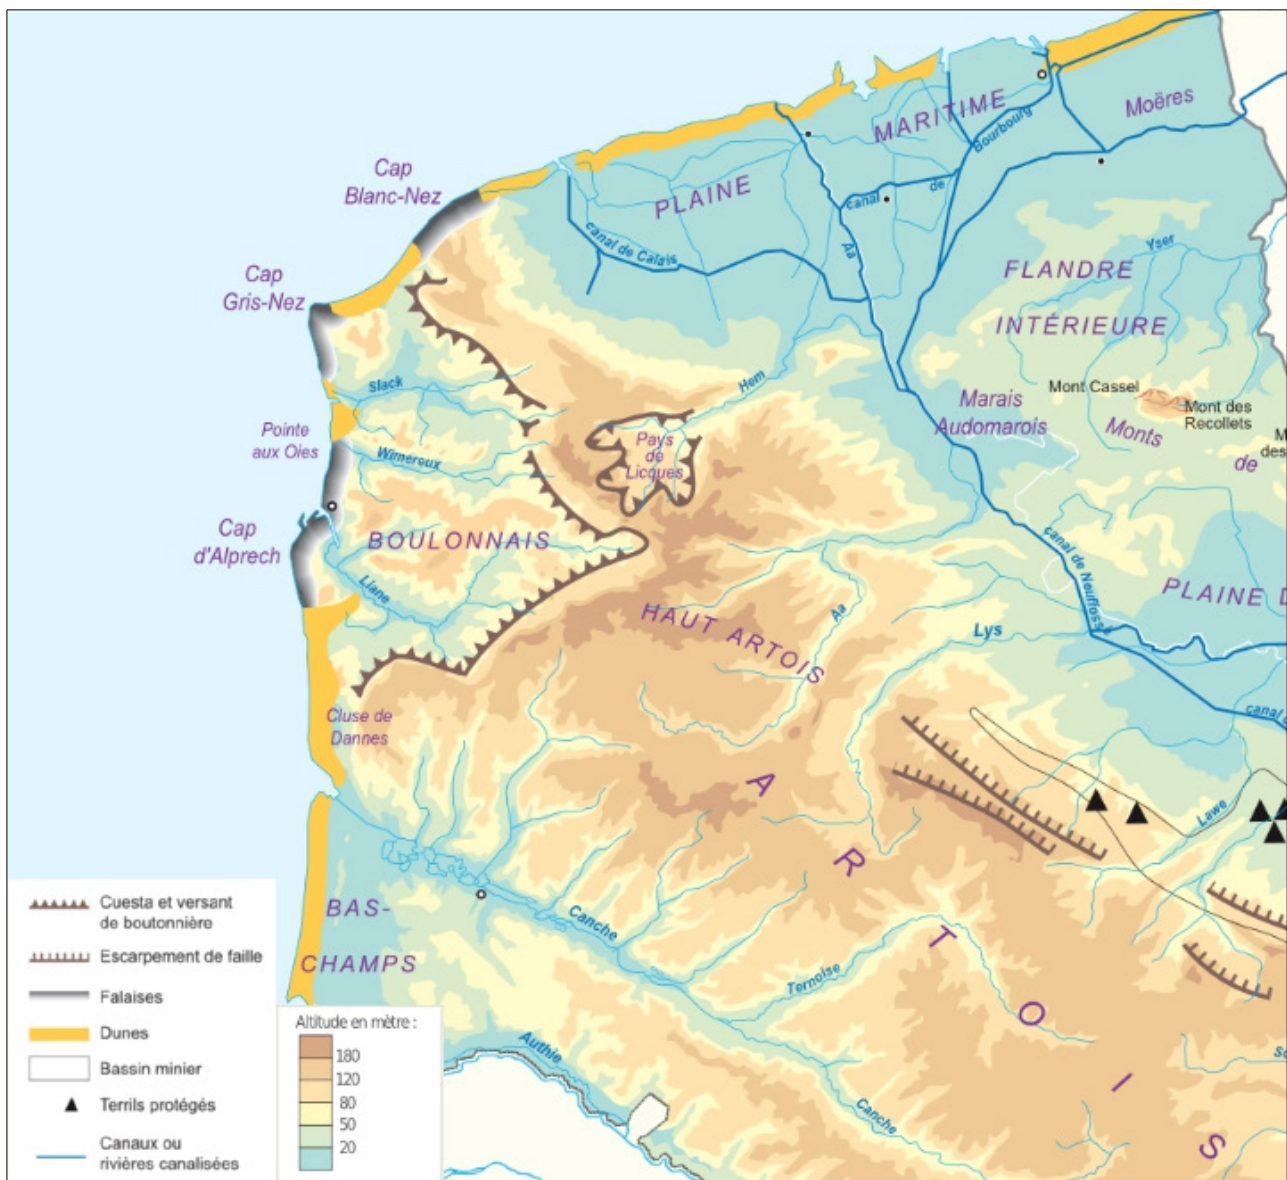 Moëres
MARITIME
Bourbourg
PLAINE
canal
de
Cap
Blanc-Nez
canal de Calais
Aa
Yser
FLANDRE
INTÉRIEURE
Cap
Gris-Nez
Slack
Hem
Mont Cassel
Mont des
Recollets
Marais
Audomarois
Monts
de
M
des
Pointe
aux Oies
Wimereux
Pays
de
Licques
Cap
d'Alprech
BOULONNAIS
Liane
canal de Neuffossé
PLAINE D
HAUT ARTOIS
Aa
Lys
Cluse de
Dannes
canal d
ARTOIS
Lawe
BAS-
CHAMPS
Canche
Ternoise
Authie
Canche
Cuesta et versant
de boutonnière
Escarpement de faille
Falaises
Dunes
Bassin minier
Terrils protégés
Canaux ou
rivières canalisées
Altitude en mètre :
180
120
80
50
20